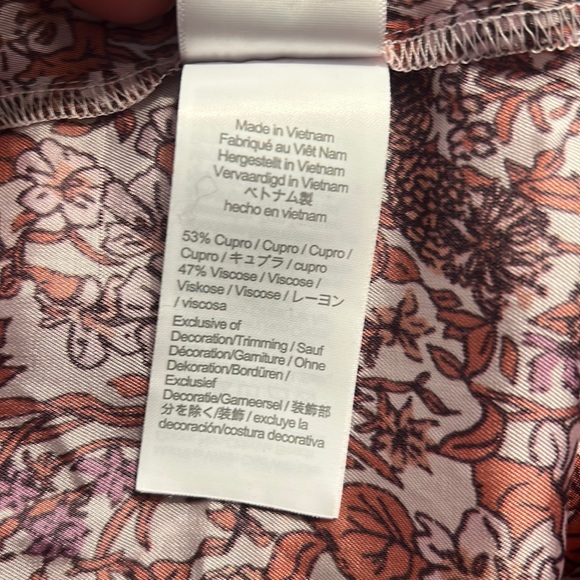 Made in Vietnam
Fabriqué au Việt Nam
Hergestellt in Vietnam
Vervaardigd in Vietnam
ベトナム製
hecho en vietnam
53% Cupro / Cupro / Cupro /
Cupro / キュプラ / cupro
47% Viscose / Viscose /
Viskose / Viscose / レーヨン
/ viscosa
Exclusive of
Decoration/Trimming / Sauf
Décoration/Garniture / Ohne
Dekoration/Bordüren /
Exclusief
Decoratie/Garneersel / 装飾部
分を除く/装飾 / excluye la
decoración/costura decorativa